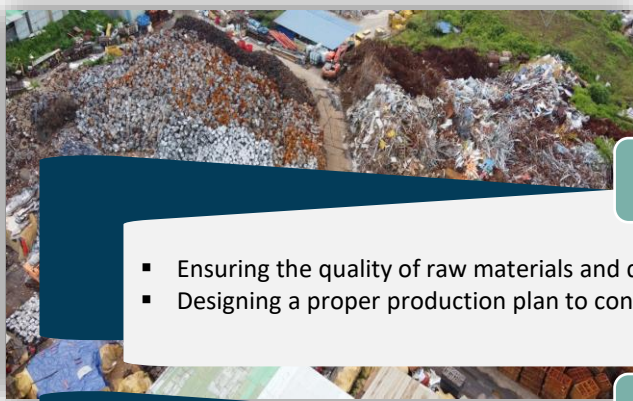 ▪ Ensuring the quality of raw materials and
▪ Designing a proper production plan to con